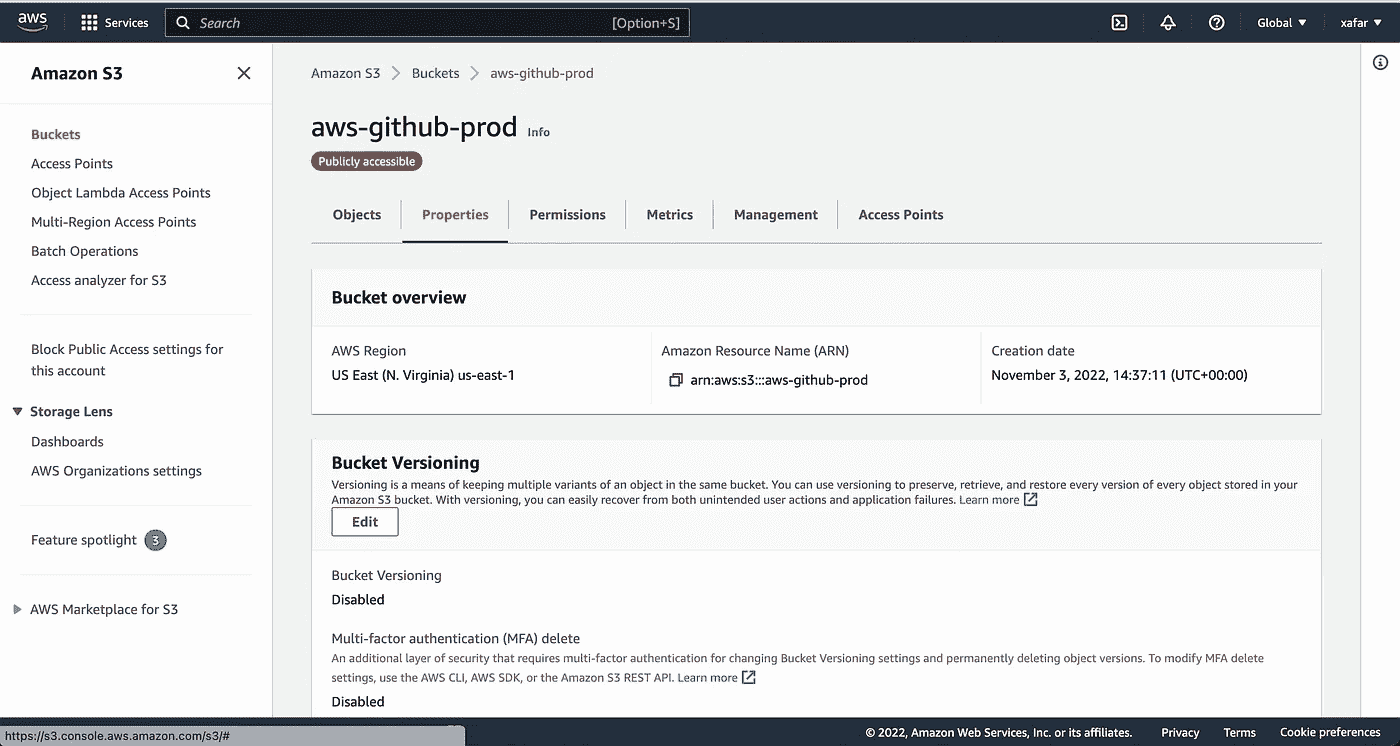 aws
Services
Search
[Option+S]
Global
xafar
Amazon S3
Buckets
Access Points
Object Lambda Access Points
Multi-Region Access Points
Batch Operations
Access analyzer for S3
Block Public Access settings for
this account
Storage Lens
Dashboards
AWS Organizations settings
Feature spotlight 3
AWS Marketplace for S3
Amazon S3 > Buckets > aws-github-prod
aws-github-prod Info
Publicly accessible
Objects
Properties
Permissions
Metrics
Management
Access Points
Bucket overview
AWS Region
US East (N. Virginia) us-east-1
Amazon Resource Name (ARN)
arn:aws:s3:::aws-github-prod
Creation date
November 3, 2022, 14:37:11 (UTC+00:00)
Bucket Versioning
Versioning is a means of keeping multiple variants of an object in the same bucket. You can use versioning to preserve, retrieve, and restore every version of every object stored in your
Amazon S3 bucket. With versioning, you can easily recover from both unintended user actions and application failures. Learn more
Edit
Bucket Versioning
Disabled
Multi-factor authentication (MFA) delete
An additional layer of security that requires multi-factor authentication for changing Bucket Versioning settings and permanently deleting object versions. To modify MFA delete
settings, use the AWS CLI, AWS SDK, or the Amazon S3 REST API. Learn more
Disabled
https://s3.console.aws.amazon.com/s3/#
© 2022, Amazon Web Services, Inc. or its affiliates.
Privacy
Terms
Cookie preferences